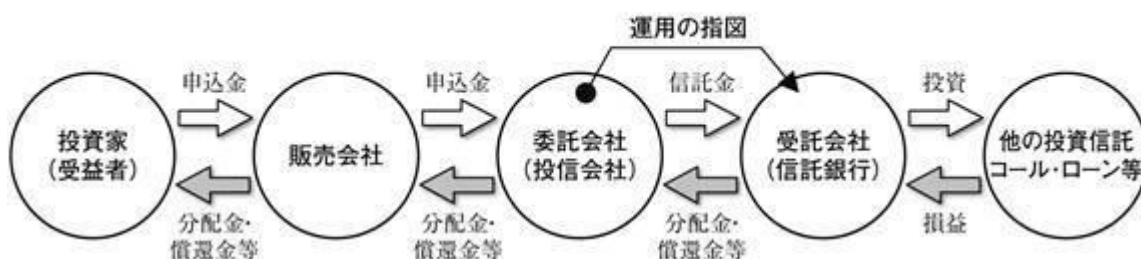 運用の指図
申込金
申込金
信託金
投資
投資家
(受益者)
販売会社
委託会社
(投信会社)
受託会社
(信託銀行)
他の投資信託
コール・ローン等
分配金・
償還金等
分配金・
償還金等
分配金・
償還金等
損益